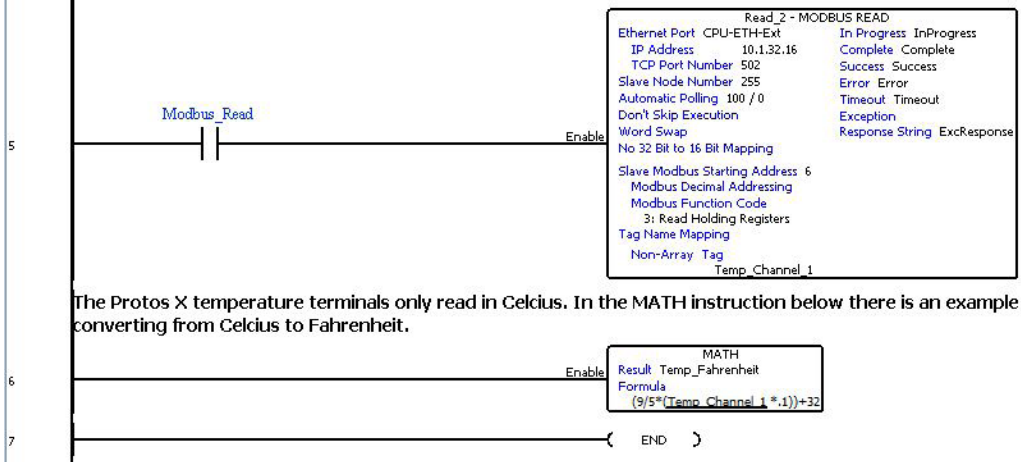 Read_2 - MODBUS READ
Ethernet Port CPU-ETH-Ext
IP Address 10.1.32.16
TCP Port Number 502
Slave Node Number 255
Automatic Polling 100 / 0
Don't Skip Execution
Word Swap
No 32 Bit to 16 Bit Mapping
Slave Modbus Starting Address 6
Modbus Decimal Addressing
Modbus Function Code
3: Read Holding Registers
Tag Name Mapping
Non-Array Tag
Temp_Channel_1
In Progress InProgress
Complete Complete
Success Success
Error Error
Timeout Timeout
Exception
Response String ExcResponse
Modbus_Read
Enable
5
The Protos X temperature terminals only read in Celcius. In the MATH instruction below there is an example
converting from Celcius to Fahrenheit.
MATH
Enable
Result Temp_Fahrenheit
Formula
(9/5*(Temp_Channel_1 *.1))+32
6
7
END